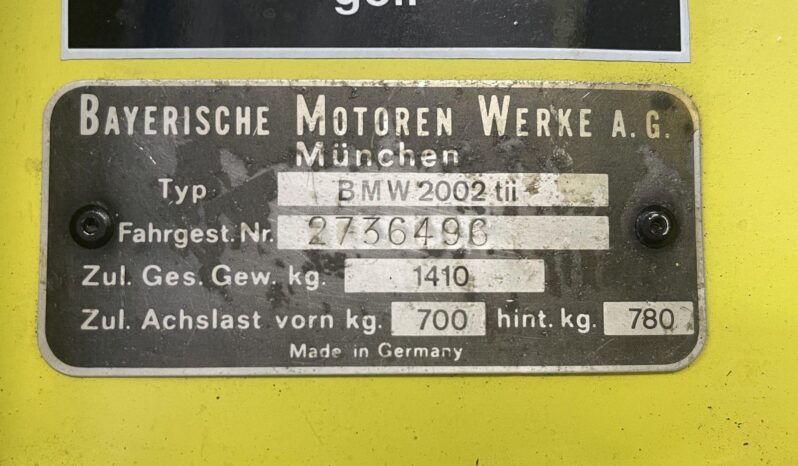 BAYERISCHE MOTOREN WERKE A.G.
München
Typ BMW 2002 tii
Fahrgest. Nr. 2736496
Zul. Ges. Gew. kg. 1410
Zul. Achslast vorn kg. 700 hint. kg. 780
Made in Germany